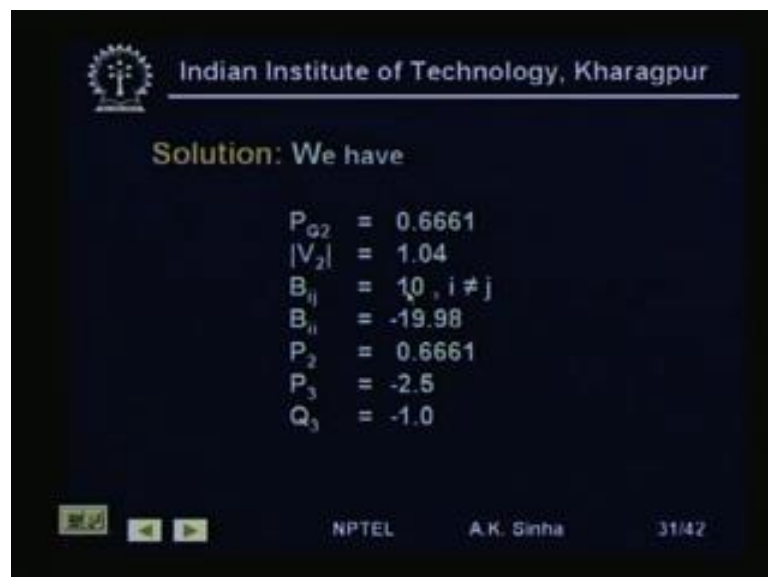 Indian Institute of Technology, Kharagpur
Solution: We have
P_G2 = 0.6661
|V_2| = 1.04
B_ij = 10 , i ≠ j
B_ii = -19.98
P_2 = 0.6661
P_3 = -2.5
Q_3 = -1.0
NPTEL A.K. Sinha 31/42